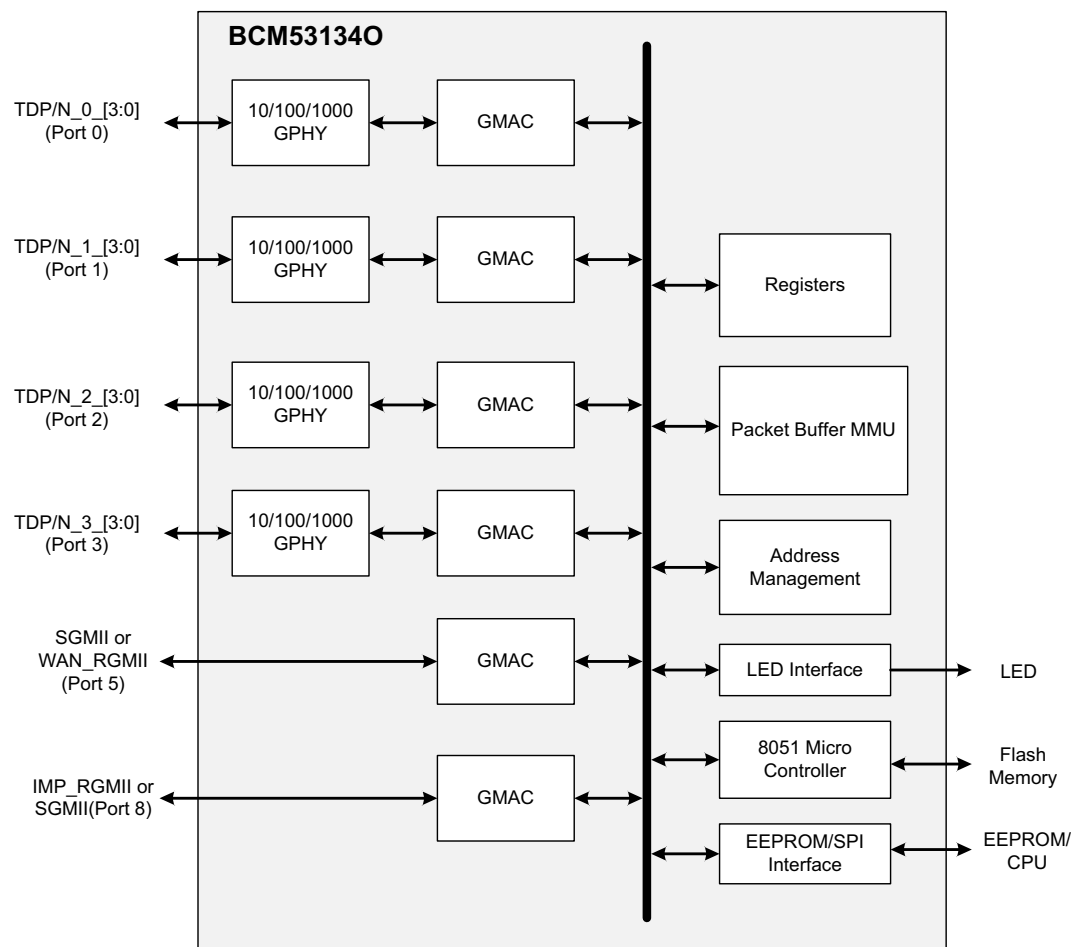 BCM53134O
TDP/N_0_[3:0]
(Port 0)
10/100/1000
GPHY
GMAC
TDP/N_1_[3:0]
(Port 1)
10/100/1000
GPHY
GMAC
Registers
TDP/N_2_[3:0]
(Port 2)
10/100/1000
GPHY
GMAC
Packet Buffer MMU
TDP/N_3_[3:0]
(Port 3)
10/100/1000
GPHY
GMAC
Address
Management
SGMII or
WAN_RGMII
(Port 5)
GMAC
LED Interface
LED
8051 Micro
Controller
Flash
Memory
IMP_RGMII or
SGMII(Port 8)
GMAC
EEPROM/SPI
Interface
EEPROM/
CPU